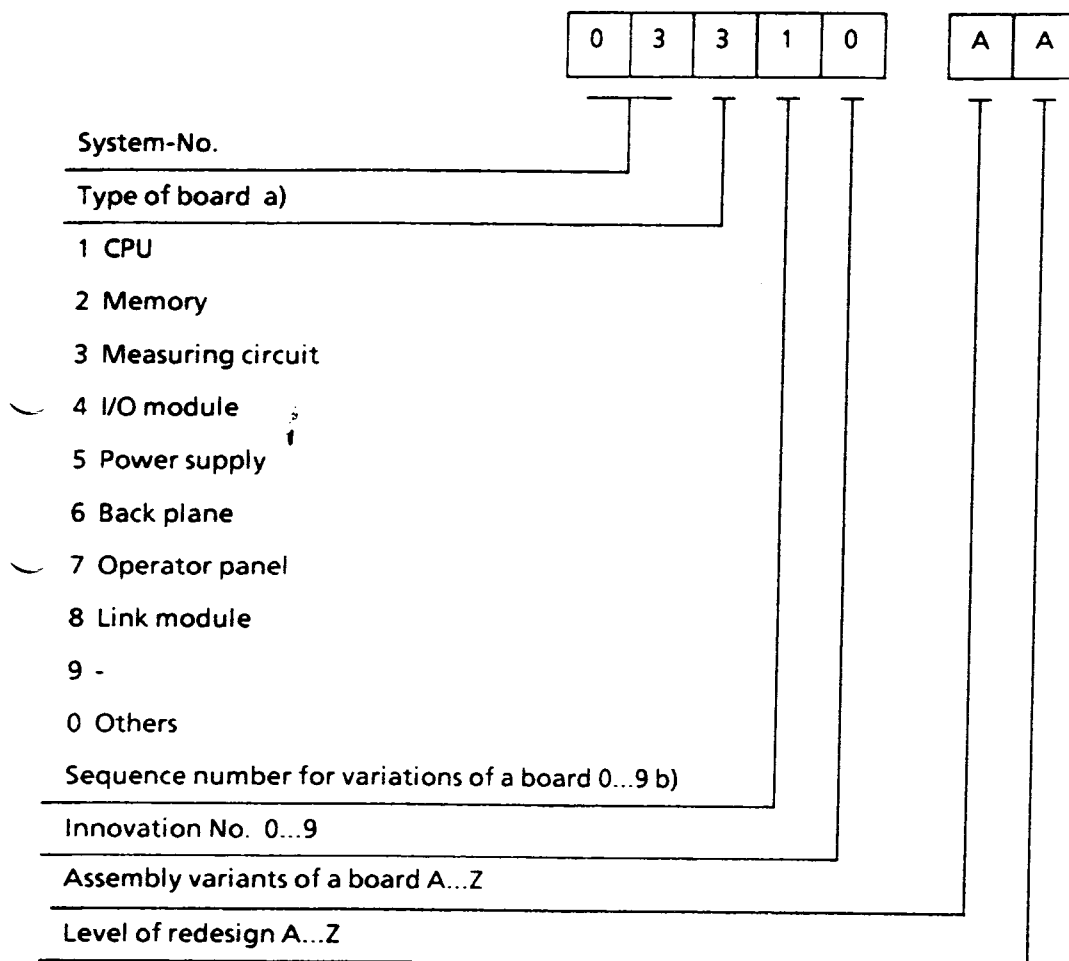 0 3 3 1 0 A A
System-No.
Type of board a)
1 CPU
2 Memory
3 Measuring circuit
4 I/O module
5 Power supply
6 Back plane
7 Operator panel
8 Link module
9 -
0 Others
Sequence number for variations of a board 0...9 b)
Innovation No. 0...9
Assembly variants of a board A...Z
Level of redesign A...Z